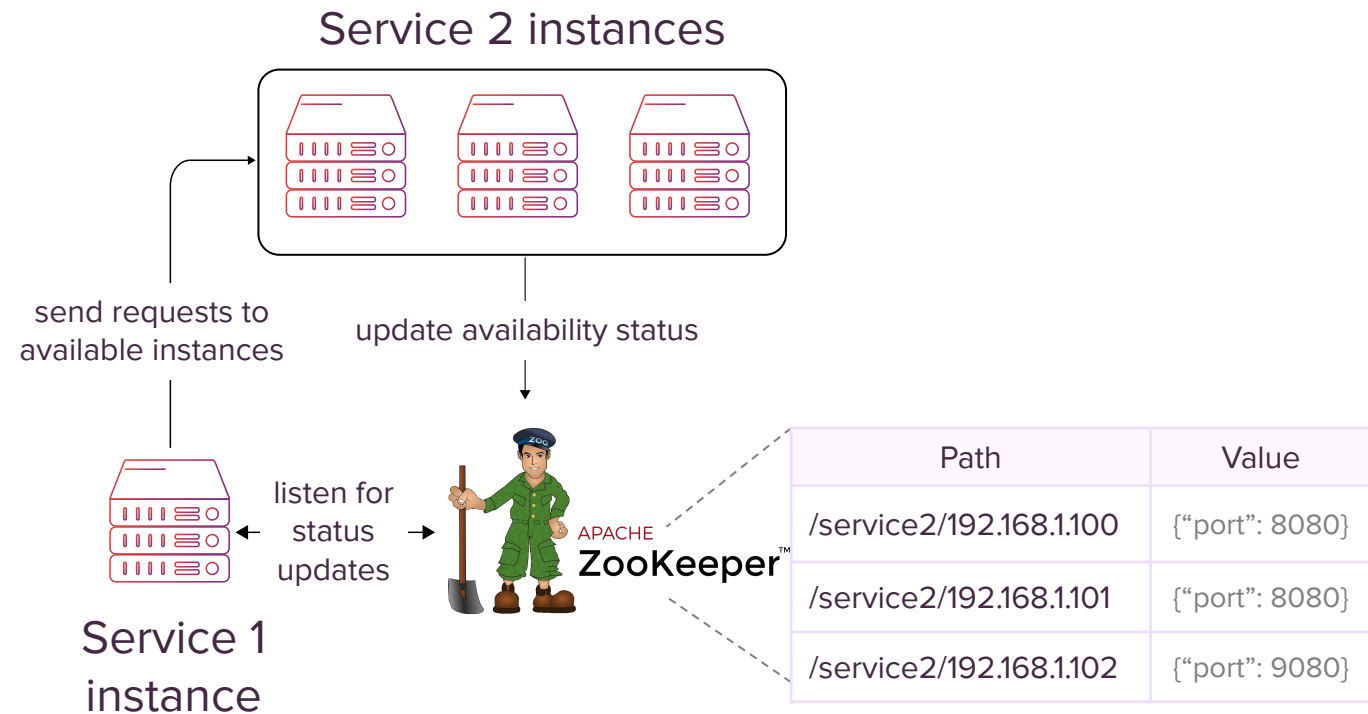 Service 2 instances
send requests to
available instances
update availability status
listen for
status
updates
Service 1
instance
ZOO
APACHE
ZooKeeper™
Path Value
/service2/192.168.1.100 {“port”: 8080}
/service2/192.168.1.101 {“port”: 8080}
/service2/192.168.1.102 {“port”: 9080}